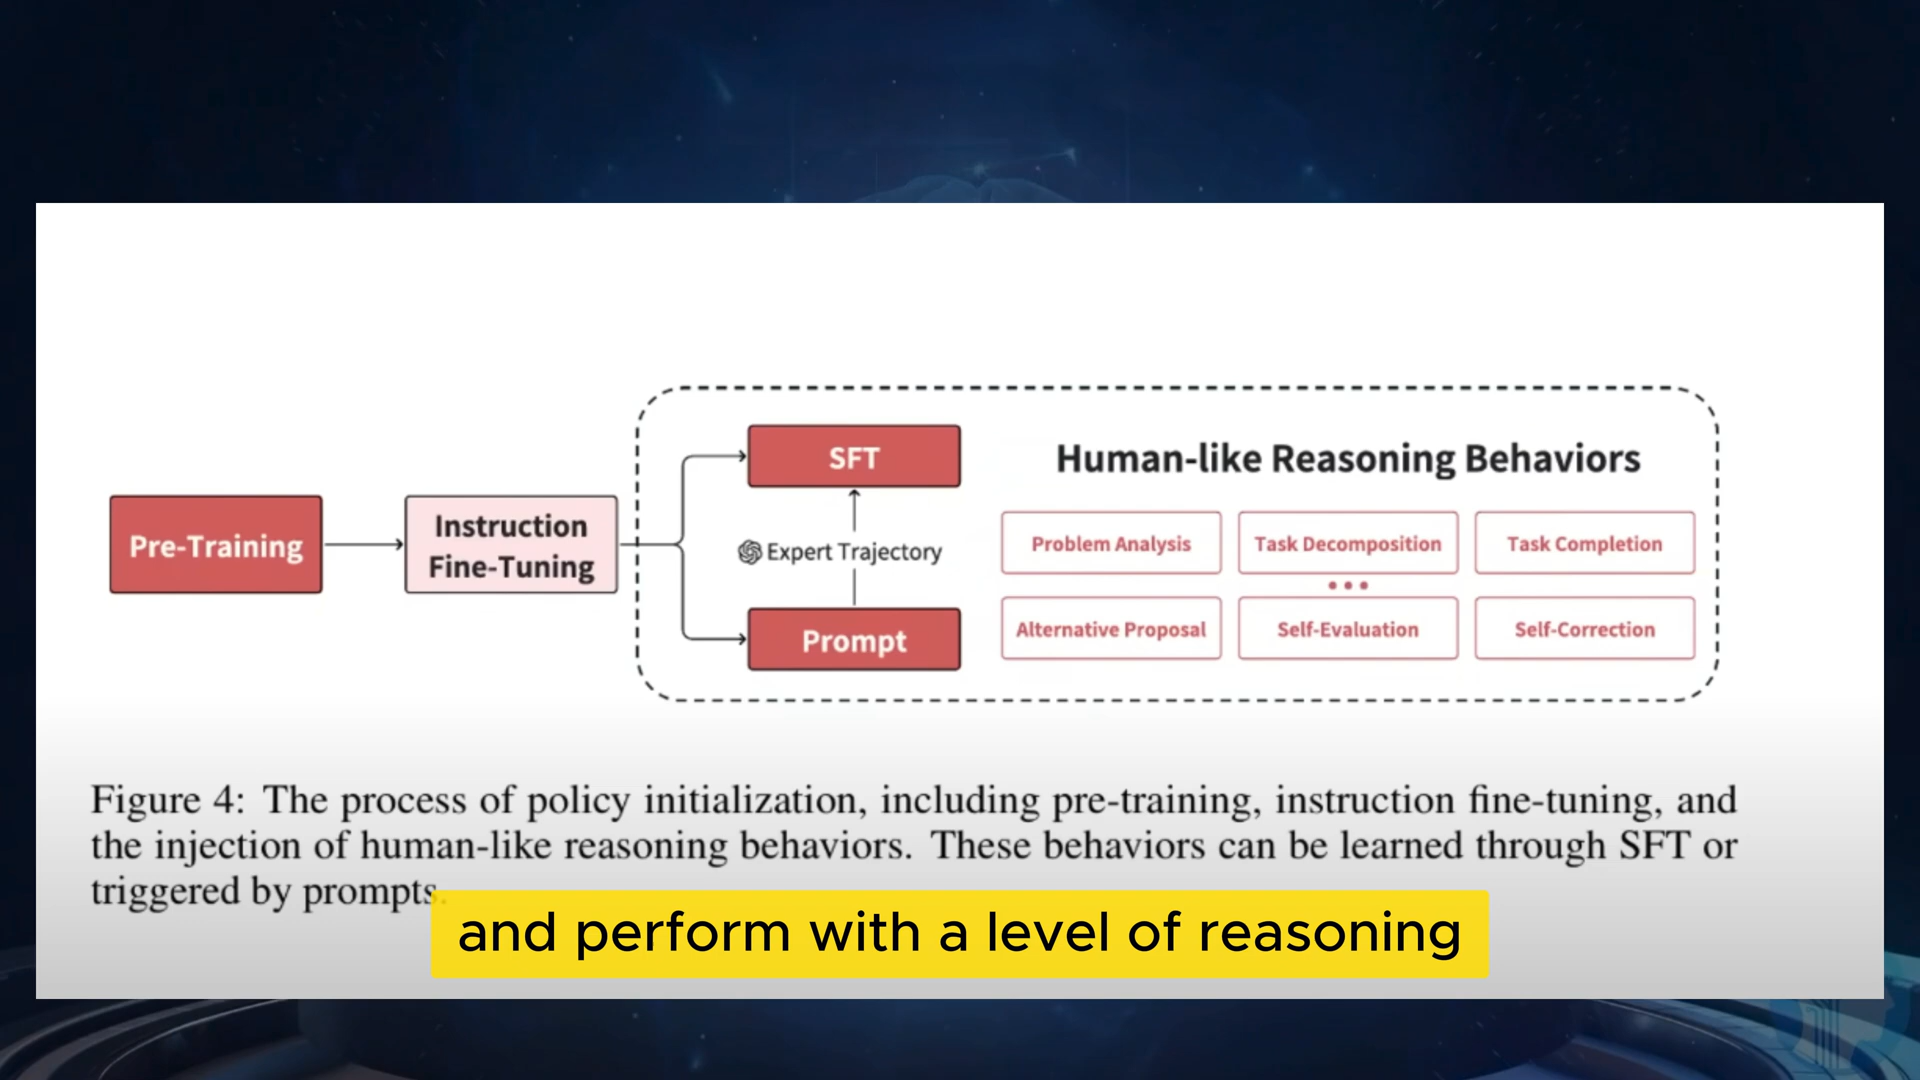 Pre-Training
Instruction
Fine-Tuning
SFT
Expert Trajectory
Prompt
Human-like Reasoning Behaviors
Problem Analysis
Task Decomposition
Task Completion
•••
Alternative Proposal
Self-Evaluation
Self-Correction
Figure 4: The process of policy initialization, including pre-training, instruction fine-tuning, and
the injection of human-like reasoning behaviors. These behaviors can be learned through SFT or
triggered by prompts.
and perform with a level of reasoning